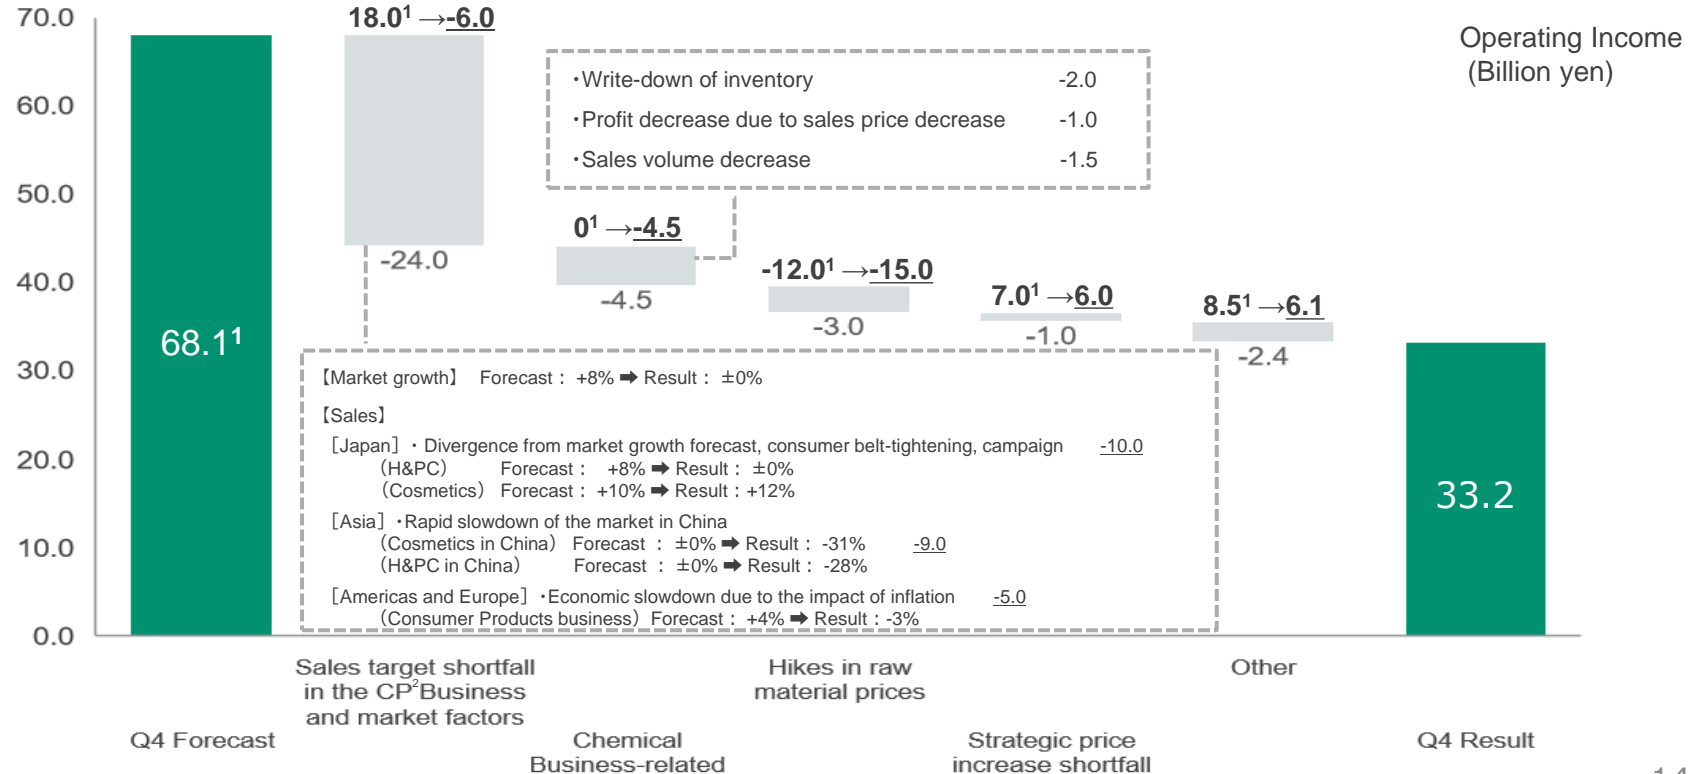 70.0
60.0
50.0
40.0
30.0
20.0
10.0
0.0
Operating Income
(Billion yen)
68.1¹
18.0¹ →-6.0
-24.0
・Write-down of inventory -2.0
・Profit decrease due to sales price decrease -1.0
・Sales volume decrease -1.5
0¹ →-4.5
-4.5
-12.0¹ →-15.0
-3.0
7.0¹ →6.0
-1.0
8.5¹ →6.1
-2.4
33.2
【Market growth】 Forecast： +8% ➡ Result： ±0%
【Sales】
［Japan］・Divergence from market growth forecast, consumer belt-tightening, campaign -10.0
（H&PC） Forecast： +8% ➡ Result： ±0%
（Cosmetics） Forecast： +10% ➡ Result：+12%
［Asia］・Rapid slowdown of the market in China
（Cosmetics in China） Forecast ： ±0% ➡ Result： -31% -9.0
（H&PC in China） Forecast ： ±0% ➡ Result： -28%
［Americas and Europe］・Economic slowdown due to the impact of inflation -5.0
（Consumer Products business）Forecast： +4% ➡ Result：-3%
Q4 Forecast
Sales target shortfall
in the CP²Business
and market factors
Chemical
Business-related
Hikes in raw
material prices
Strategic price
increase shortfall
Other
Q4 Result